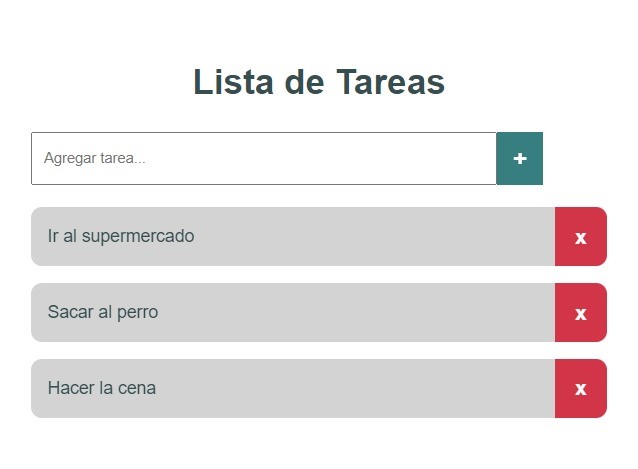 Lista de Tareas
Agregar tarea...
+
Ir al supermercado
x
Sacar al perro
x
Hacer la cena
x